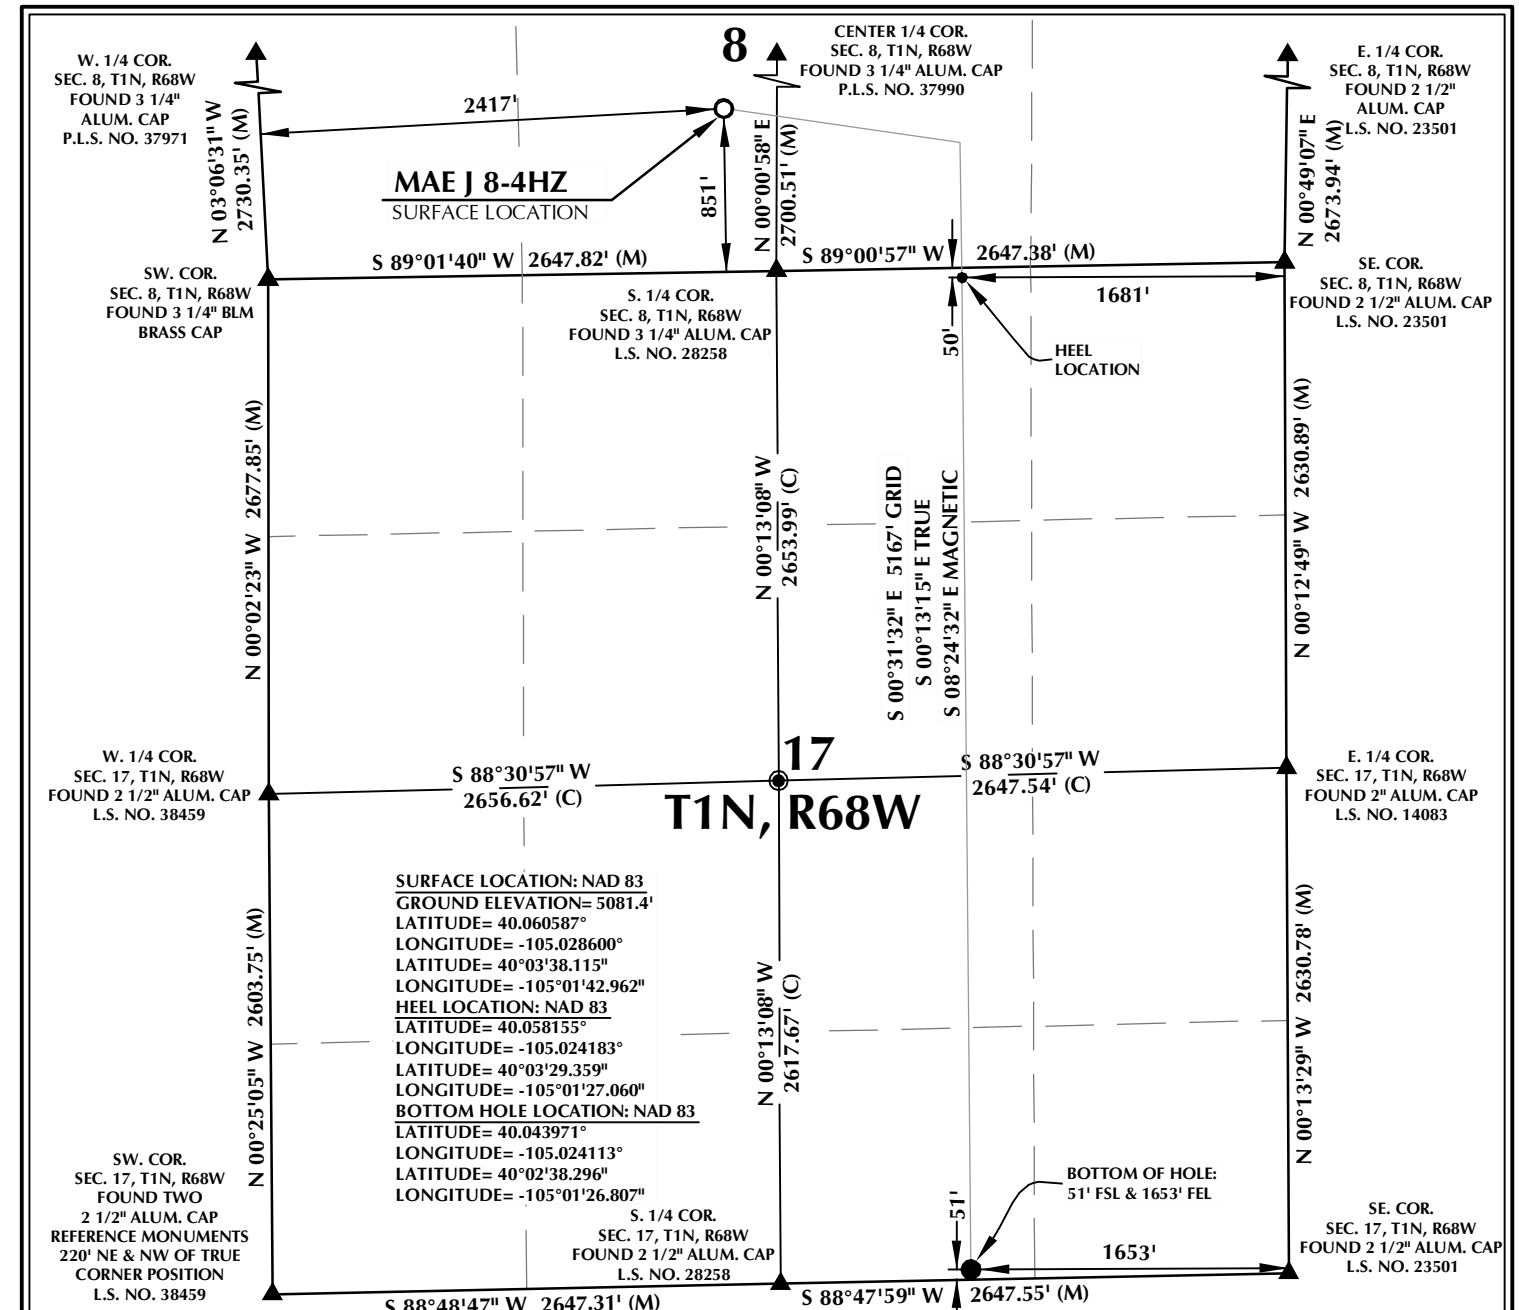 8
W. 1/4 COR.
SEC. 8, T1N, R68W
FOUND 3 1/4" 
ALUM. CAP
P.L.S. NO. 37971
CENTER 1/4 COR.
SEC. 8, T1N, R68W
FOUND 3 1/4" ALUM. CAP
P.L.S. NO. 37990
E. 1/4 COR.
SEC. 8, T1N, R68W
FOUND 2 1/2"
ALUM. CAP
L.S. NO. 23501
N 03°06'31" W
2730.35' (M)
2417'
MAE J 8-4HZ
SURFACE LOCATION
851'
N 00°00'58" E
2700.51' (M)
N 00°49'07" E
2673.94' (M)
S 89°01'40" W 2647.82' (M)
S 89°00'57" W 2647.38' (M)
SW. COR.
SEC. 8, T1N, R68W
FOUND 3 1/4" BLM
BRASS CAP
S. 1/4 COR.
SEC. 8, T1N, R68W
FOUND 3 1/4" ALUM. CAP
L.S. NO. 28258
1681'
50'
HEEL
LOCATION
SE. COR.
SEC. 8, T1N, R68W
FOUND 2 1/2" ALUM. CAP
L.S. NO. 23501
N 00°02'23" W 2677.85' (M)
N 00°13'08" W
2653.99' (C)
S 00°31'32" E 5167' GRID
S 00°13'15" E TRUE
S 08°24'32" E MAGNETIC
N 00°12'49" W 2630.89' (M)
W. 1/4 COR.
SEC. 17, T1N, R68W
FOUND 2 1/2" ALUM. CAP
L.S. NO. 38459
S 88°30'57" W
2656.62' (C)
17
T1N, R68W
S 88°30'57" W
2647.54' (C)
E. 1/4 COR.
SEC. 17, T1N, R68W
FOUND 2" ALUM. CAP
L.S. NO. 14083
SURFACE LOCATION: NAD 83
GROUND ELEVATION= 5081.4'
LATITUDE= 40.060587°
LONGITUDE= -105.028600°
LATITUDE= 40°03'38.115"
LONGITUDE= -105°01'42.962"
HEEL LOCATION: NAD 83
LATITUDE= 40.058155°
LONGITUDE= -105.024183°
LATITUDE= 40°03'29.359"
LONGITUDE= -105°01'27.060"
BOTTOM HOLE LOCATION: NAD 83
LATITUDE= 40.043971°
LONGITUDE= -105.024113°
LATITUDE= 40°02'38.296"
LONGITUDE= -105°01'26.807"
N 00°25'05" W 2603.75' (M)
N 00°13'08" W
2617.67' (C)
N 00°13'29" W 2630.78' (M)
SW. COR.
SEC. 17, T1N, R68W
FOUND TWO
2 1/2" ALUM. CAP
REFERENCE MONUMENTS
220' NE & NW OF TRUE
CORNER POSITION
L.S. NO. 38459
S. 1/4 COR.
SEC. 17, T1N, R68W
FOUND 2 1/2" ALUM. CAP
L.S. NO. 28258
51'
BOTTOM OF HOLE:
51' FSL & 1653' FEL
1653'
SE. COR.
SEC. 17, T1N, R68W
FOUND 2 1/2" ALUM. CAP
L.S. NO. 23501
S 88°48'47" W 2647.31' (M)
S 88°47'59" W 2647.55' (M)